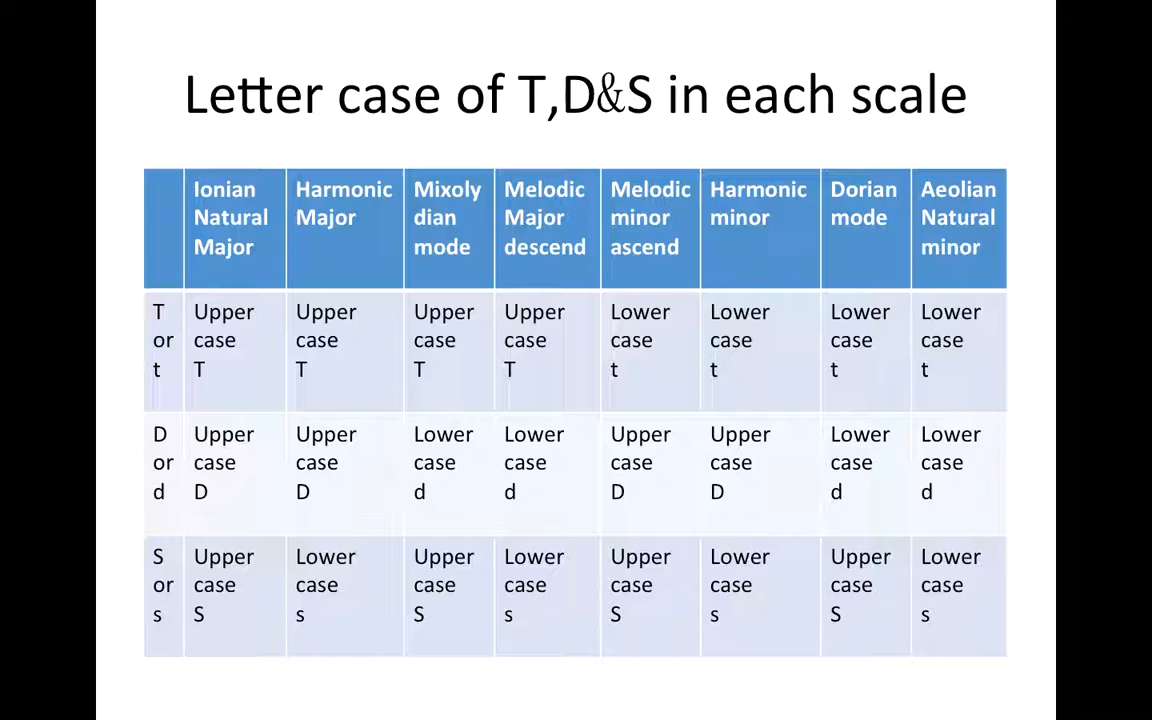 Letter case of T,D&S in each scale
Ionian Natural Major | Harmonic Major | Mixoly dian mode | Melodic Major descend | Melodic minor ascend | Harmonic minor | Dorian mode | Aeolian Natural minor
T or t | Upper case T | Upper case T | Upper case T | Upper case T | Lower case t | Lower case t | Lower case t | Lower case t
D or d | Upper case D | Upper case D | Lower case d | Lower case d | Upper case D | Upper case D | Lower case d | Lower case d
S or s | Upper case S | Lower case s | Upper case S | Lower case s | Upper case S | Lower case s | Upper case S | Lower case s